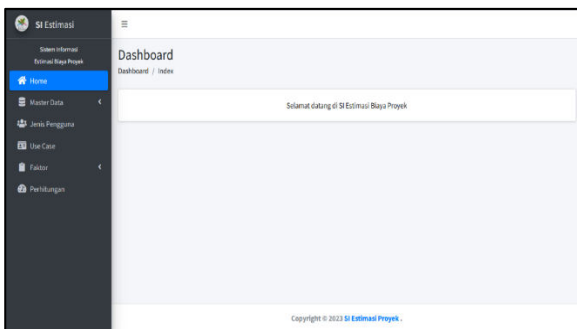 SI Estimasi
Sistem Informasi
Estimasi Biaya Proyek
Home
Master Data
Jenis Pengguna
Use Case
Faktor
Perhitungan
Dashboard
Dashboard / Index
Selamat datang di SI Estimasi Biaya Proyek
Copyright © 2023 SI Estimasi Proyek .